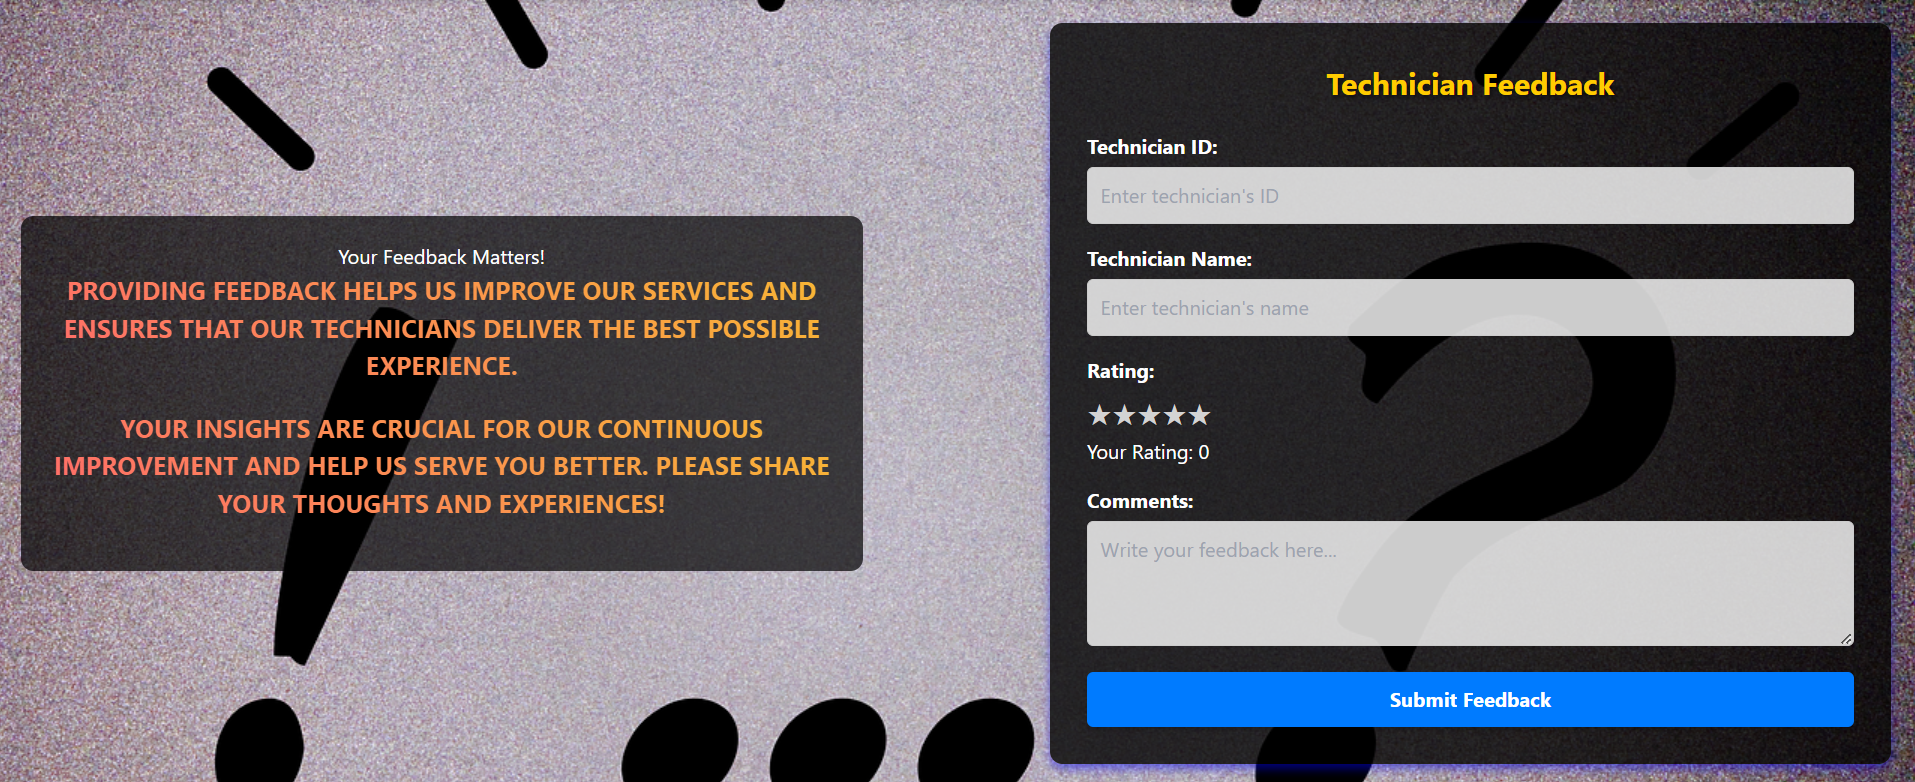 Your Feedback Matters!
PROVIDING FEEDBACK HELPS US IMPROVE OUR SERVICES AND
ENSURES THAT OUR TECHNICIANS DELIVER THE BEST POSSIBLE
EXPERIENCE.
YOUR INSIGHTS ARE CRUCIAL FOR OUR CONTINUOUS
IMPROVEMENT AND HELP US SERVE YOU BETTER. PLEASE SHARE
YOUR THOUGHTS AND EXPERIENCES!
Technician Feedback
Technician ID:
Enter technician's ID
Technician Name:
Enter technician's name
Rating:
★★★★★
Your Rating: 0
Comments:
Write your feedback here...
Submit Feedback